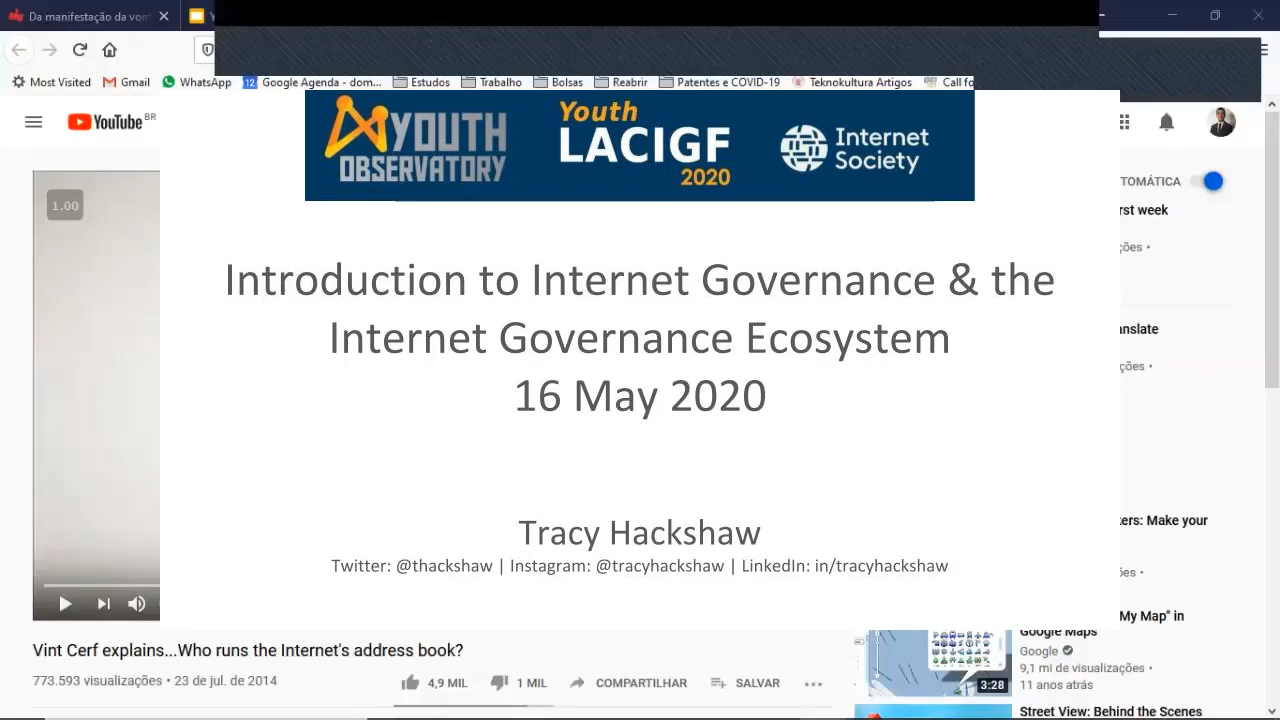 Da manifestação da vont
Most Visited
Gmail
WhatsApp
12 Google Agenda - dom...
Estudos
Trabalho
Bolsas
Reabrir
Patentes e COVID-19
Teknokultura Artigos
Call fo
YouTube BR
YOUTH OBSERVATORY
Youth
LACIGF
2020
Internet
Society
TOMÁTICA
1.00
rst week
ções •
Introduction to Internet Governance & the
Internet Governance Ecosystem
16 May 2020
anslate
ções •
Tracy Hackshaw
Twitter: @thackshaw | Instagram: @tracyhackshaw | LinkedIn: in/tracyhackshaw
ters: Make your
ões •
My Map" in
Google Maps
Google
9,1 mi de visualizações •
11 anos atrás
3:28
Vint Cerf explains...Who runs the internet's address book?
773.593 visualizações • 23 de jul. de 2014
4,9 MIL
1 MIL
COMPARTILHAR
SALVAR
Street View: Behind the Scenes